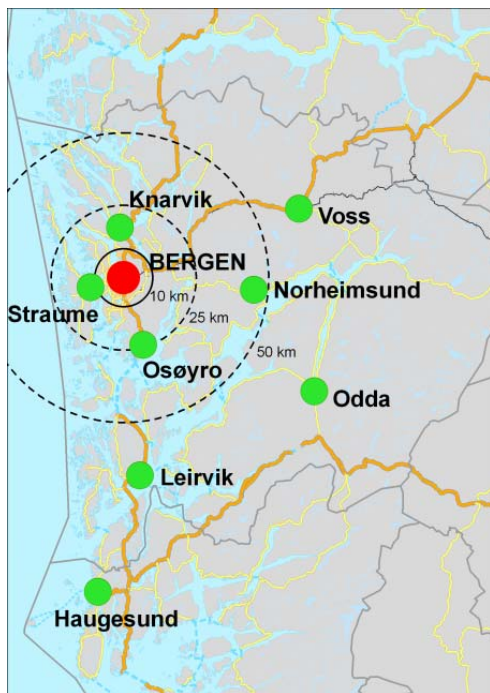 Knarvik
Voss
BERGEN
10 km
Norheimsund
Straume
25 km
Osøyro
50 km
Odda
Leirvik
Haugesund